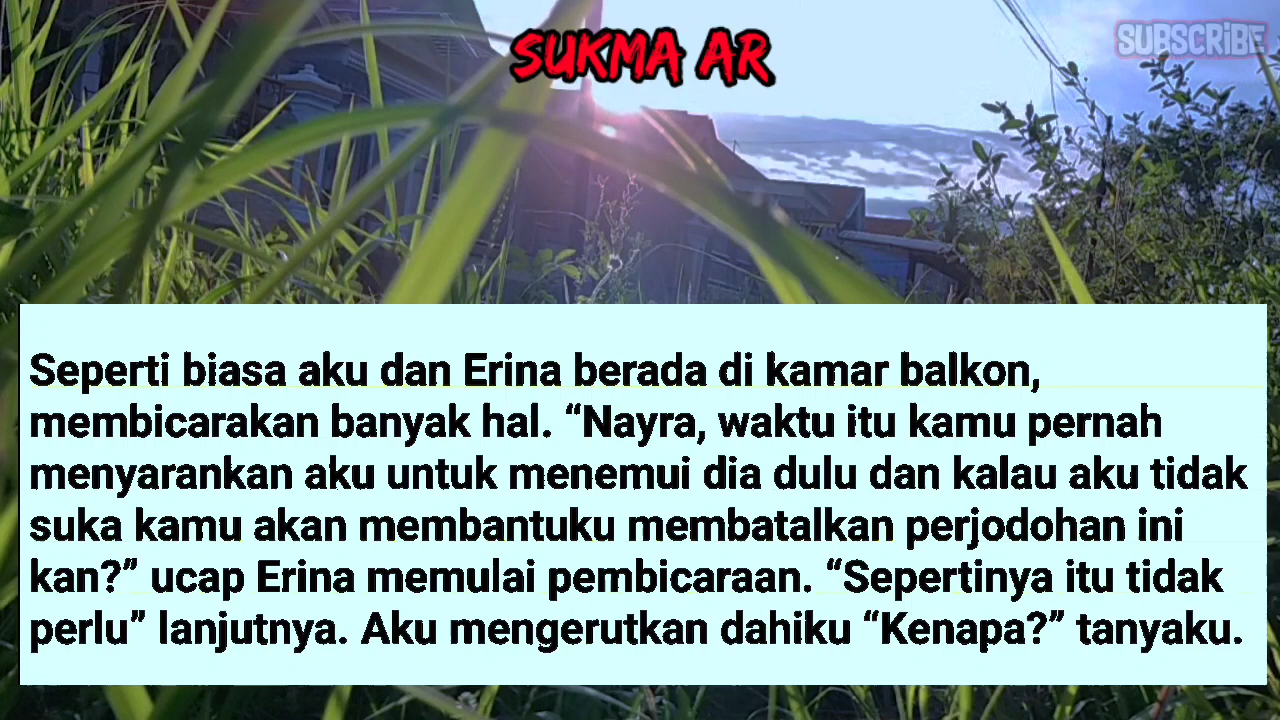 SUKMA AR
SUBSCRIBE
Seperti biasa aku dan Erina berada di kamar balkon,
membicarakan banyak hal. “Nayra, waktu itu kamu pernah
menyarankan aku untuk menemui dia dulu dan kalau aku tidak
suka kamu akan membantuku membatalkan perjodohan ini
kan?” ucap Erina memulai pembicaraan. “Sepertinya itu tidak
perlu” lanjutnya. Aku mengerutkan dahiku “Kenapa?” tanyaku.